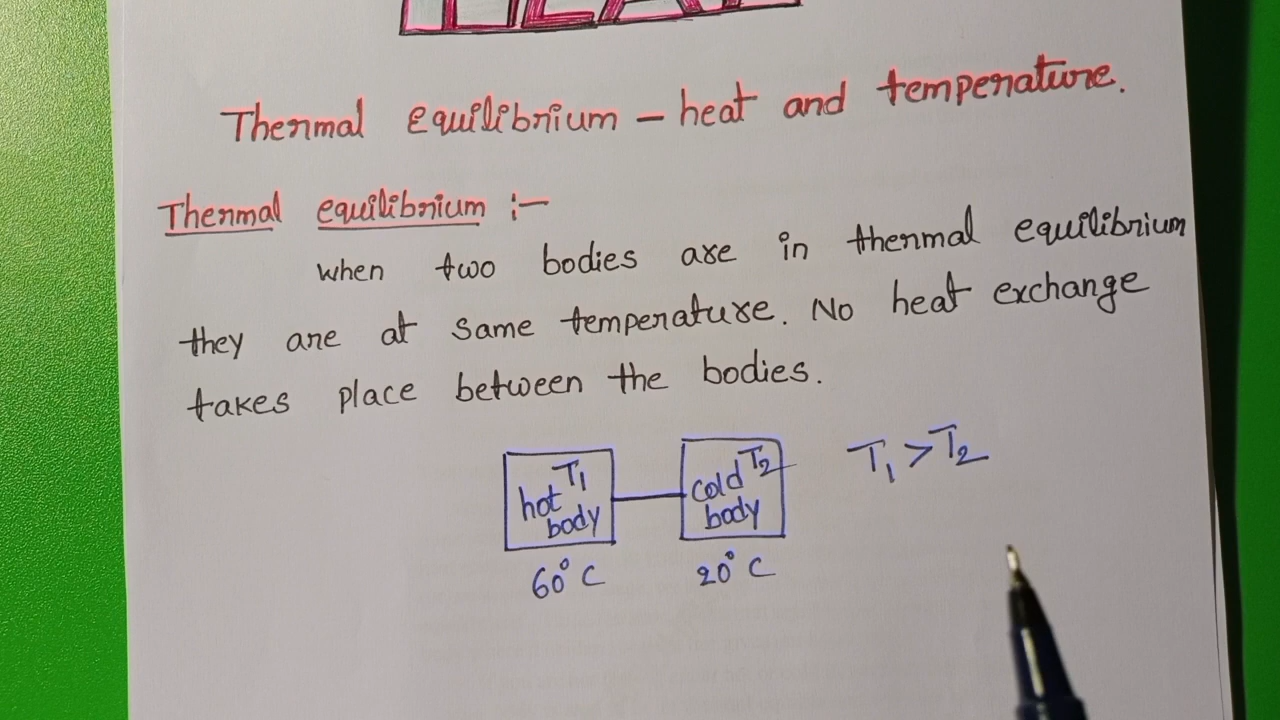 HEAT
Thermal equilibrium – heat and temperature.
Thermal equilibrium :–
when two bodies are in thermal equilibrium
they are at same temperature. No heat exchange
takes place between the bodies.
hot T₁ body
cold T₂ body
T₁ > T₂
60°C
20°C